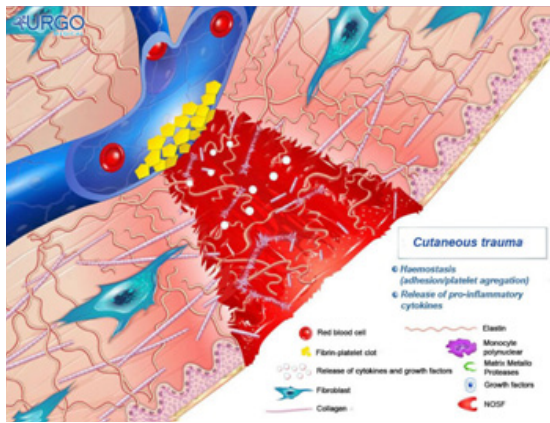 URGO
Cutaneous trauma
Haemostasis
(adhesion/platelet agregation)
Release of pro-inflammatory
cytokines
Red blood cell
Fibrin-platelet clot
Release of cytokines and growth factors
Fibroblast
Collagen
Elastin
Monocyte
polynuclear
Matrix Metallo
Proteases
Growth factors
NOSF